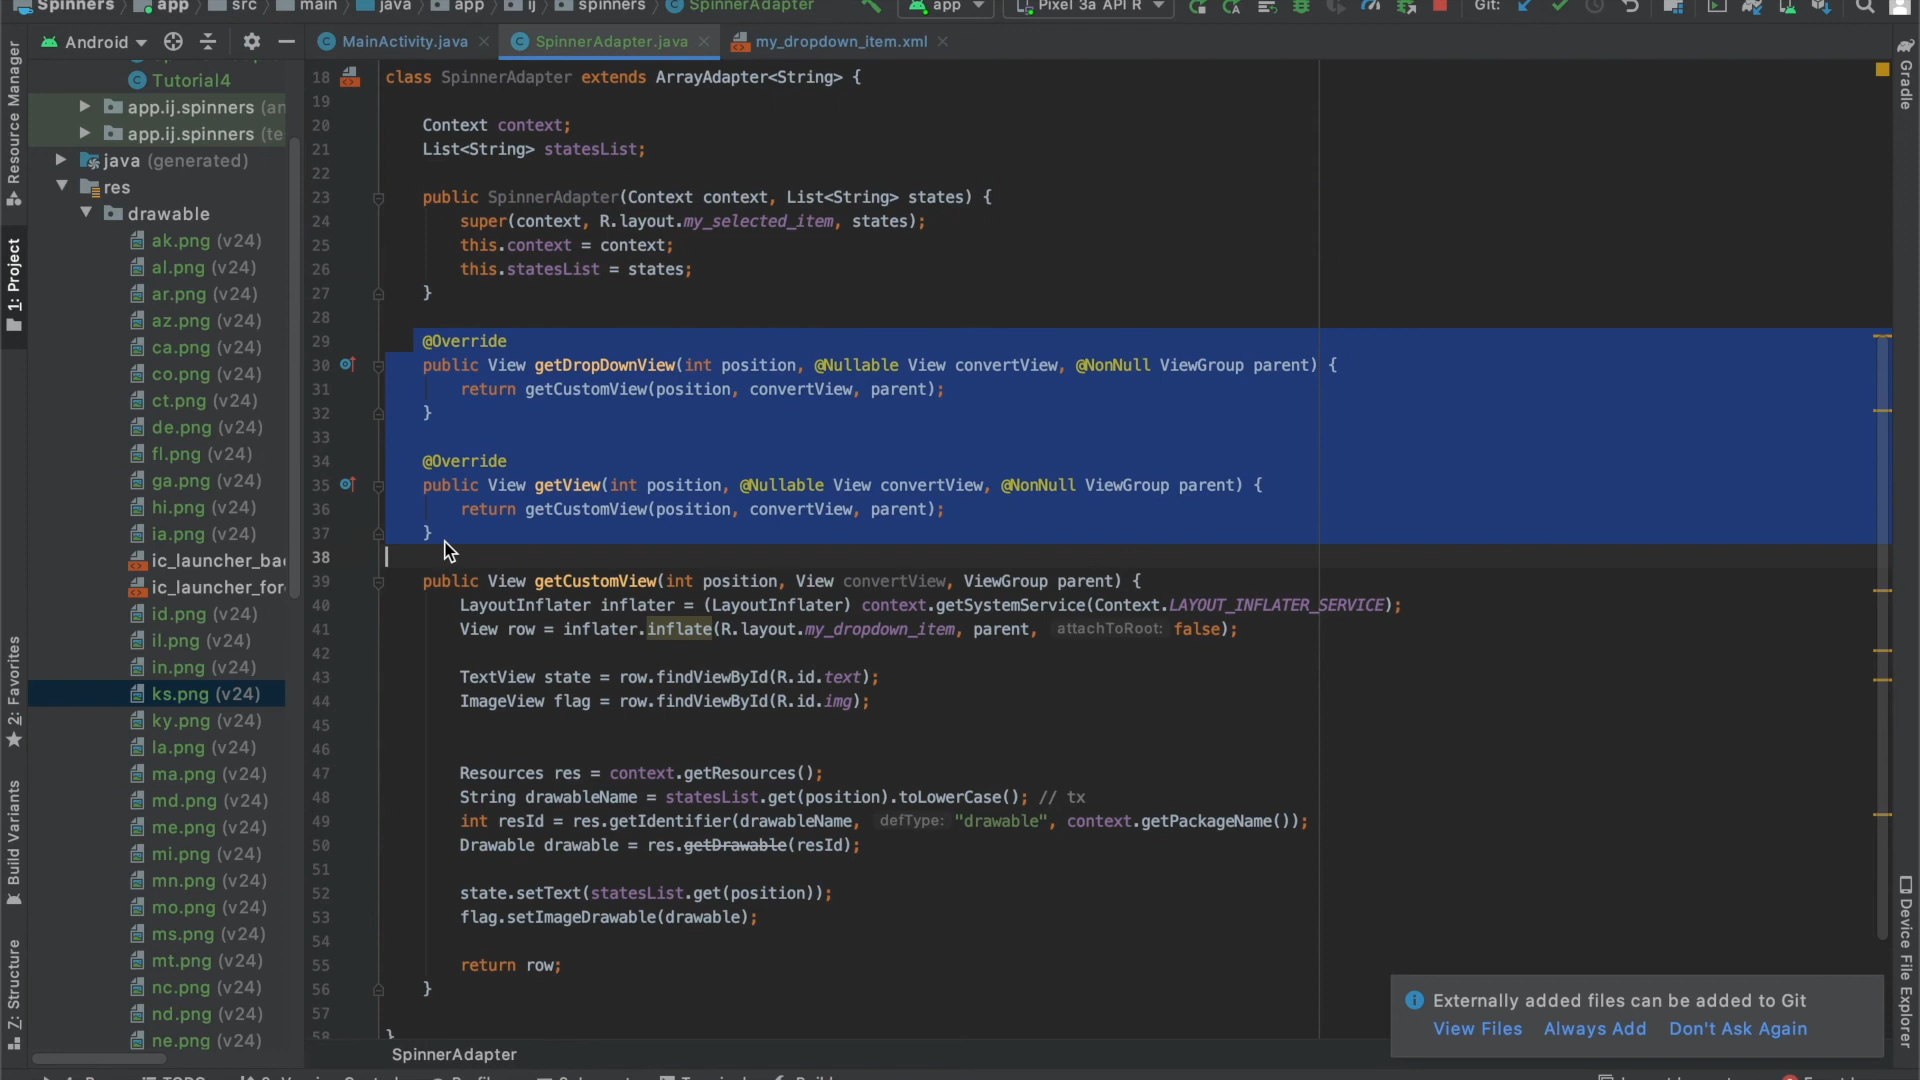 Spinners app src main java app ij spinners SpinnerAdapter app Pixel 3a API R Git:
Android MainActivity.java SpinnerAdapter.java my_dropdown_item.xml
Resource Manager
1: Project
2: Favorites
Build Variants
Z: Structure
Tutorial4
app.ij.spinners (an
app.ij.spinners (te
java (generated)
res
drawable
ak.png (v24)
al.png (v24)
ar.png (v24)
az.png (v24)
ca.png (v24)
co.png (v24)
ct.png (v24)
de.png (v24)
fl.png (v24)
ga.png (v24)
hi.png (v24)
ia.png (v24)
ic_launcher_bac
ic_launcher_for
id.png (v24)
il.png (v24)
in.png (v24)
ks.png (v24)
ky.png (v24)
la.png (v24)
ma.png (v24)
md.png (v24)
me.png (v24)
mi.png (v24)
mn.png (v24)
mo.png (v24)
ms.png (v24)
mt.png (v24)
nc.png (v24)
nd.png (v24)
ne.png (v24)
18 class SpinnerAdapter extends ArrayAdapter<String> {
19
20 Context context;
21 List<String> statesList;
22
23 public SpinnerAdapter(Context context, List<String> states) {
24 super(context, R.layout.my_selected_item, states);
25 this.context = context;
26 this.statesList = states;
27 }
28
29 @Override
30 public View getDropDownView(int position, @Nullable View convertView, @NonNull ViewGroup parent) {
31 return getCustomView(position, convertView, parent);
32 }
33
34 @Override
35 public View getView(int position, @Nullable View convertView, @NonNull ViewGroup parent) {
36 return getCustomView(position, convertView, parent);
37 }
38
39 public View getCustomView(int position, View convertView, ViewGroup parent) {
40 LayoutInflater inflater = (LayoutInflater) context.getSystemService(Context.LAYOUT_INFLATER_SERVICE);
41 View row = inflater.inflate(R.layout.my_dropdown_item, parent, attachToRoot: false);
42
43 TextView state = row.findViewById(R.id.text);
44 ImageView flag = row.findViewById(R.id.img);
45
46
47 Resources res = context.getResources();
48 String drawableName = statesList.get(position).toLowerCase(); // tx
49 int resId = res.getIdentifier(drawableName, defType: "drawable", context.getPackageName());
50 Drawable drawable = res.getDrawable(resId);
51
52 state.setText(statesList.get(position));
53 flag.setImageDrawable(drawable);
54
55 return row;
56 }
57
58 }
SpinnerAdapter
Gradle
Device File Explorer
Externally added files can be added to Git
View Files Always Add Don't Ask Again